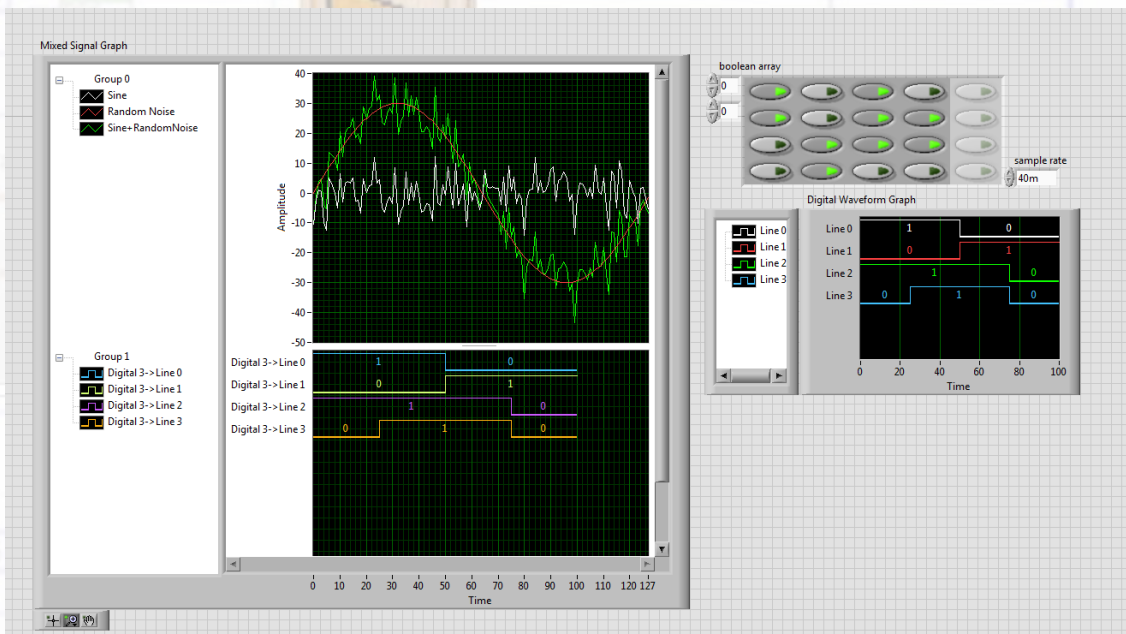 Mixed Signal Graph
Group 0
Sine
Random Noise
Sine+RandomNoise
40
30
20
10
0
-10
-20
-30
-40
-50
Amplitude
Group 1
Digital 3->Line 0
Digital 3->Line 1
Digital 3->Line 2
Digital 3->Line 3
Digital 3->Line 0 1 0
Digital 3->Line 1 0 1
Digital 3->Line 2 1 0
Digital 3->Line 3 0 1 0
0 10 20 30 40 50 60 70 80 90 100 110 120 127
Time
boolean array
0
0
sample rate
40m
Digital Waveform Graph
Line 0
Line 1
Line 2
Line 3
Line 0 1 0
Line 1 0 1
Line 2 1 0
Line 3 0 1 0
0 20 40 60 80 100
Time